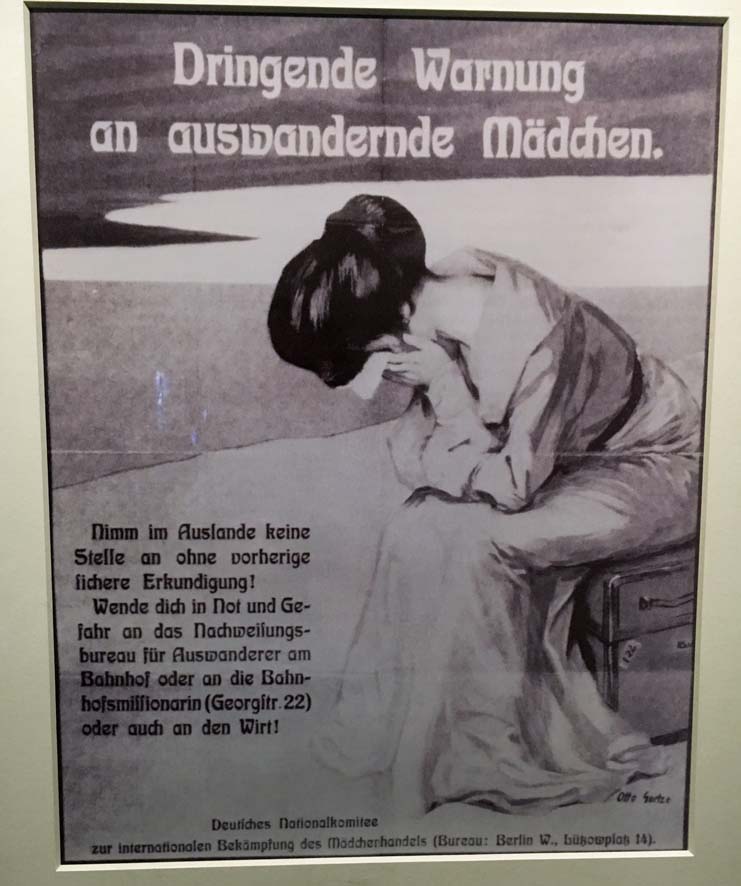 Dringende Warnung
an auswandernde Mädchen.
Nimm im Auslande keine
Stelle an ohne vorherige
sichere Erkundigung!
Wende dich in Not und Ge-
fahr an das Nachweisungs-
bureau für Auswanderer am
Bahnhof oder an die Bahn-
hofsmissionarin (Georgstr. 22)
oder auch an den Wirt!
122
Otto Goetze
Deutsches Nationalkomitee
zur internationalen Bekämpfung des Mädchenhandels (Bureau: Berlin W., Lützowplatz 14).